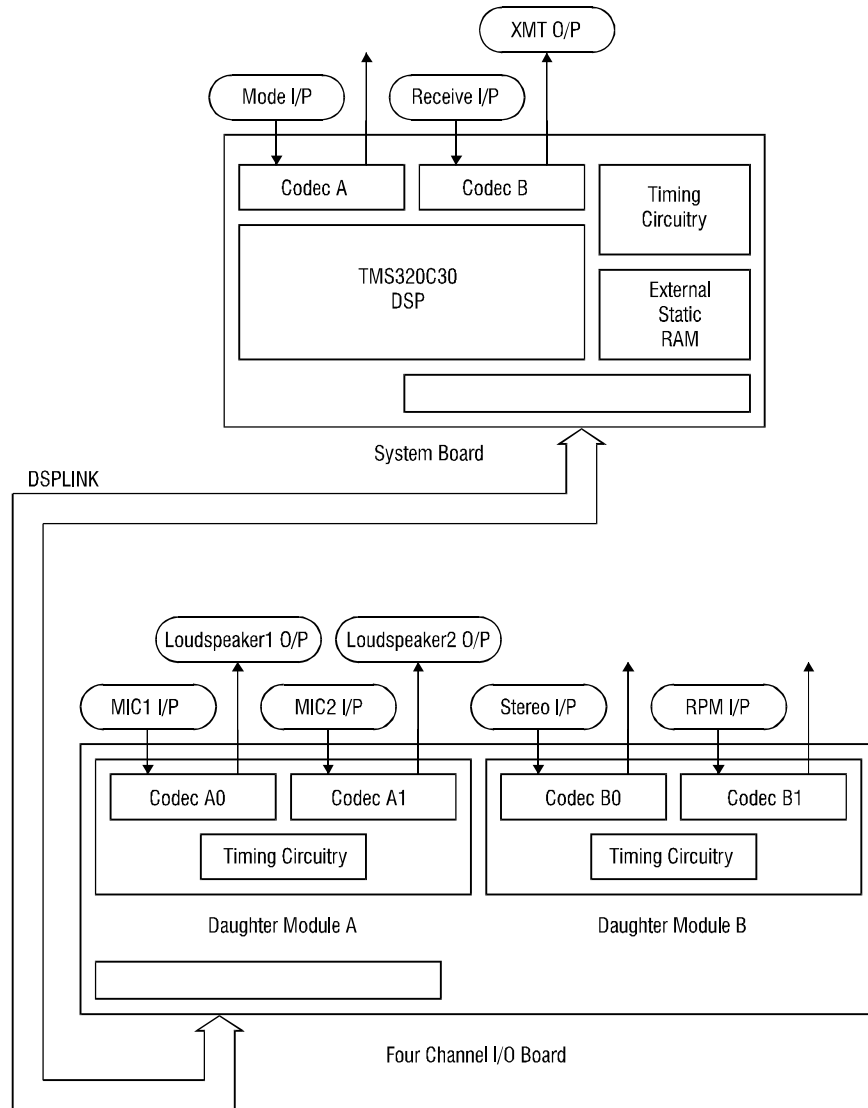 XMT O/P
Mode I/P
Receive I/P
Codec A
Codec B
Timing
Circuitry
TMS320C30
DSP
External
Static
RAM
System Board
DSPLINK
Loudspeaker1 O/P
Loudspeaker2 O/P
MIC1 I/P
MIC2 I/P
Stereo I/P
RPM I/P
Codec A0
Codec A1
Codec B0
Codec B1
Timing Circuitry
Timing Circuitry
Daughter Module A
Daughter Module B
Four Channel I/O Board